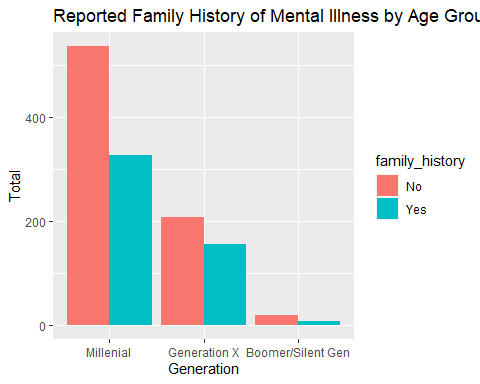 Reported Family History of Mental Illness by Age Grou
Total
400
200
0
Millenial
Generation X
Boomer/Silent Gen
Generation
family_history
No
Yes